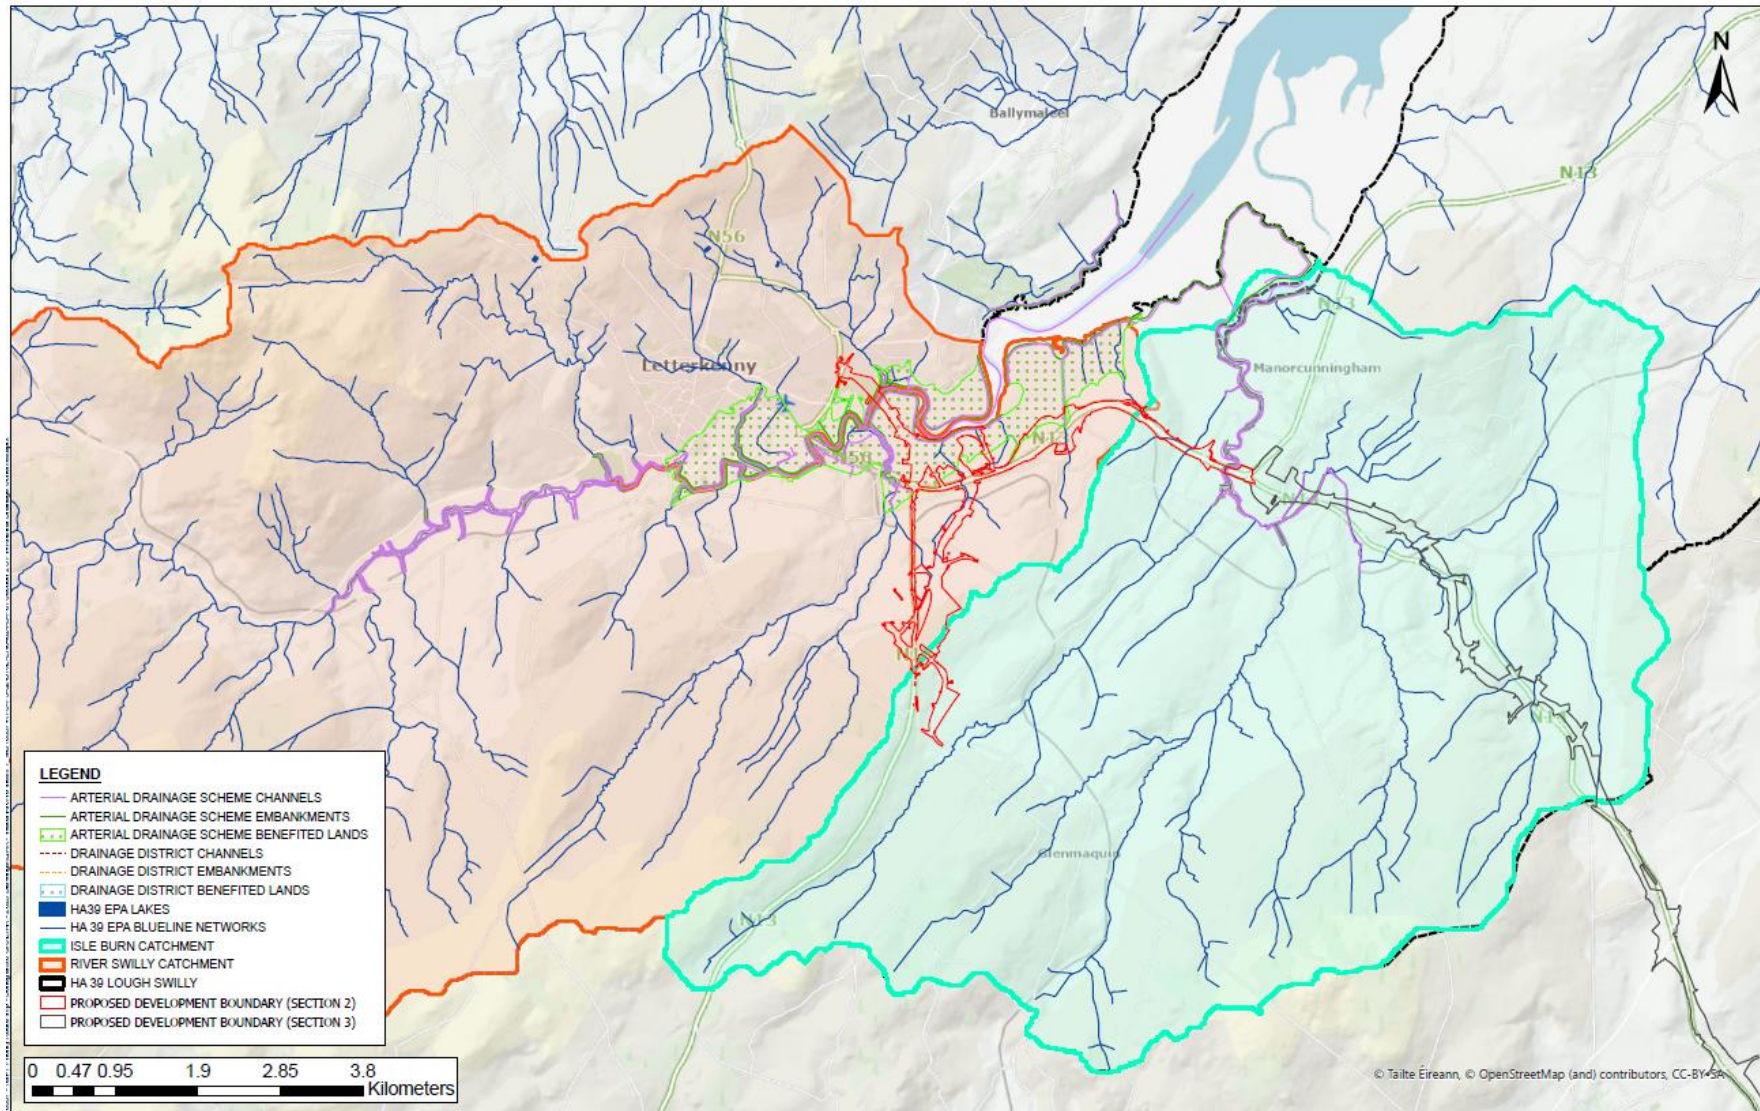 N
Ballymaleel
N13
N56
N13
Letterkenny
Manorcunningham
N13
N13
Glenmaquin
N13
LEGEND
ARTERIAL DRAINAGE SCHEME CHANNELS
ARTERIAL DRAINAGE SCHEME EMBANKMENTS
ARTERIAL DRAINAGE SCHEME BENEFITED LANDS
DRAINAGE DISTRICT CHANNELS
DRAINAGE DISTRICT EMBANKMENTS
DRAINAGE DISTRICT BENEFITED LANDS
HA39 EPA LAKES
HA 39 EPA BLUELINE NETWORKS
ISLE BURN CATCHMENT
RIVER SWILLY CATCHMENT
HA 39 LOUGH SWILLY
PROPOSED DEVELOPMENT BOUNDARY (SECTION 2)
PROPOSED DEVELOPMENT BOUNDARY (SECTION 3)
0 0.47 0.95 1.9 2.85 3.8
Kilometers
© Tailte Éireann, © OpenStreetMap (and) contributors, CC-BY-SA